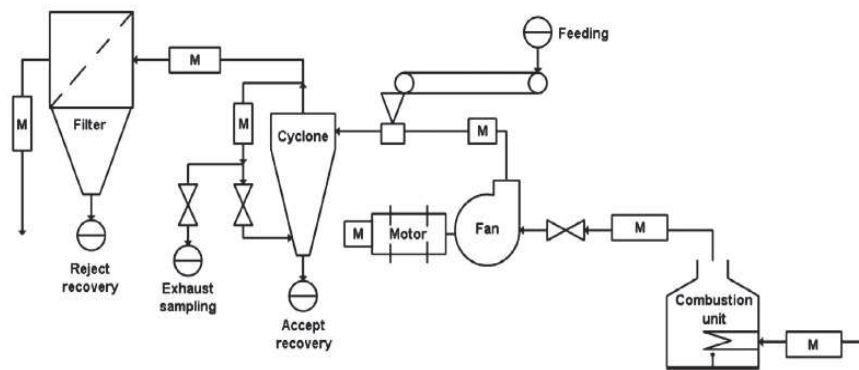 Feeding
M
M
Filter
M
Cyclone
M
M
Motor
Fan
M
Reject
recovery
Exhaust
sampling
Accept
recovery
Combustion
unit
M
M